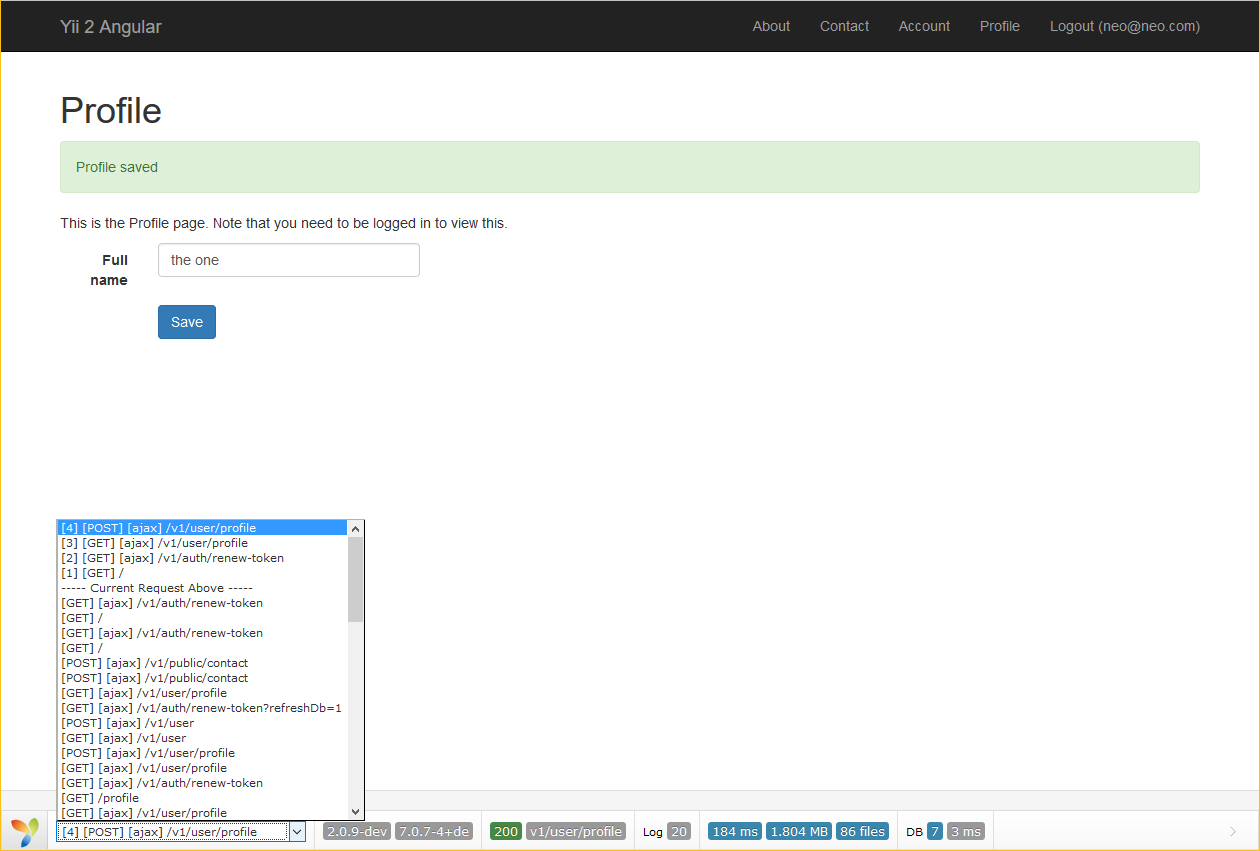 Yii 2 Angular About Contact Account Profile Logout (neo@neo.com)
Profile
Profile saved
This is the Profile page. Note that you need to be logged in to view this.
Full name
the one
Save
[4] [POST] [ajax] /v1/user/profile
[3] [GET] [ajax] /v1/user/profile
[2] [GET] [ajax] /v1/auth/renew-token
[1] [GET] /
----- Current Request Above -----
[GET] [ajax] /v1/auth/renew-token
[GET] /
[GET] [ajax] /v1/auth/renew-token
[GET] /
[POST] [ajax] /v1/public/contact
[POST] [ajax] /v1/public/contact
[GET] [ajax] /v1/user/profile
[GET] [ajax] /v1/auth/renew-token?refreshDb=1
[POST] [ajax] /v1/user
[GET] [ajax] /v1/user
[POST] [ajax] /v1/user/profile
[GET] [ajax] /v1/user/profile
[GET] [ajax] /v1/auth/renew-token
[GET] /profile
[GET] [ajax] /v1/user/profile
[4] [POST] [ajax] /v1/user/profile 2.0.9-dev 7.0.7-4+de 200 v1/user/profile Log 20 184 ms 1.804 MB 86 files DB 7 3 ms